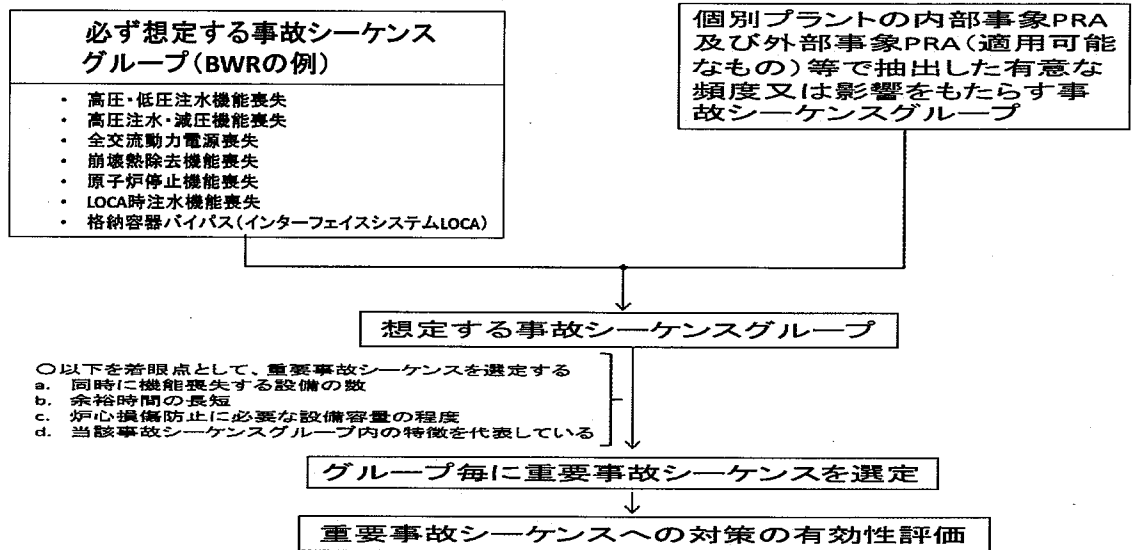 必ず想定する事故シーケンス
グループ(BWRの例)
・ 高圧・低圧注水機能喪失
・ 高圧注水・減圧機能喪失
・ 全交流動力電源喪失
・ 崩壊熱除去機能喪失
・ 原子炉停止機能喪失
・ LOCA時注水機能喪失
・ 格納容器バイパス(インターフェイスシステムLOCA)
個別プラントの内部事象PRA
及び外部事象PRA(適用可能
なもの)等で抽出した有意な
頻度又は影響をもたらす事
故シーケンスグループ
想定する事故シーケンスグループ
○以下を着眼点として、重要事故シーケンスを選定する
a. 同時に機能喪失する設備の数
b. 余裕時間の長短
c. 炉心損傷防止に必要な設備容量の程度
d. 当該事故シーケンスグループ内の特徴を代表している
グループ毎に重要事故シーケンスを選定
重要事故シーケンスへの対策の有効性評価